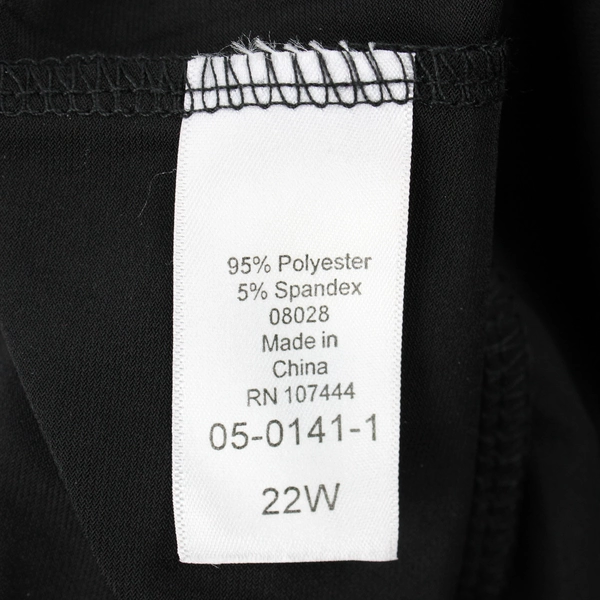 95% Polyester
5% Spandex
08028
Made in
China
RN 107444
05-0141-1
22W